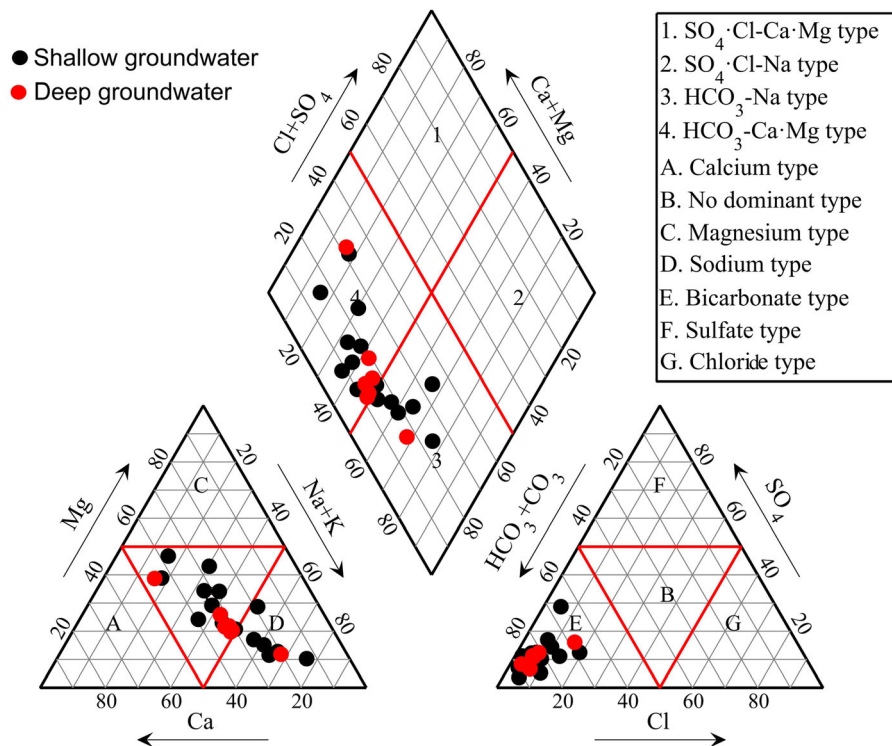 Shallow groundwater
Deep groundwater
1. SO4·Cl-Ca·Mg type
2. SO4·Cl-Na type
3. HCO3-Na type
4. HCO3-Ca·Mg type
A. Calcium type
B. No dominant type
C. Magnesium type
D. Sodium type
E. Bicarbonate type
F. Sulfate type
G. Chloride type
Cl+SO4
Ca+Mg
80 80
60 60
40 40
20 20
1
4 2
3
20 20
40 40
60 60
80 80
Mg
Na+K
HCO3+CO3
SO4
80 20
60 40
40 60
20 80
C
A B D
80 20
60 40
40 60
20 80
F
E B G
80 60 40 20
Ca
20 40 60 80
Cl